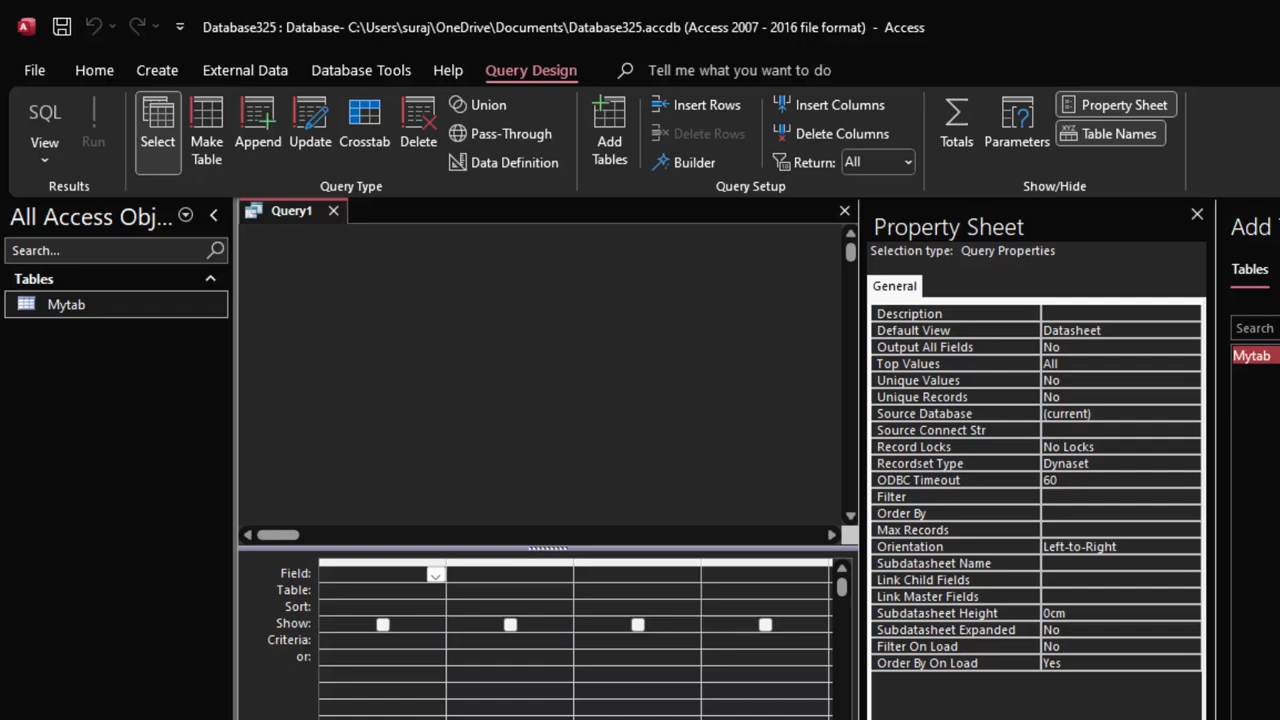 Database325 : Database- C:\Users\suraj\OneDrive\Documents\Database325.accdb (Access 2007 - 2016 file format) - Access
File Home Create External Data Database Tools Help Query Design Tell me what you want to do
SQL
View
Run
Results
Select
Make
Table
Append
Update
Crosstab
Delete
Union
Pass-Through
Data Definition
Query Type
Add
Tables
Insert Rows
Delete Rows
Builder
Insert Columns
Delete Columns
Return: All
Query Setup
Totals
Parameters
Property Sheet
XYZ Table Names
Show/Hide
All Access Obj...
Search...
Tables
Mytab
Query1
Field:
Table:
Sort:
Show:
Criteria:
or:
Property Sheet
Selection type: Query Properties
General
Description
Default View Datasheet
Output All Fields No
Top Values All
Unique Values No
Unique Records No
Source Database (current)
Source Connect Str
Record Locks No Locks
Recordset Type Dynaset
ODBC Timeout 60
Filter
Order By
Max Records
Orientation Left-to-Right
Subdatasheet Name
Link Child Fields
Link Master Fields
Subdatasheet Height 0cm
Subdatasheet Expanded No
Filter On Load No
Order By On Load Yes
Add
Tables
Search
Mytab